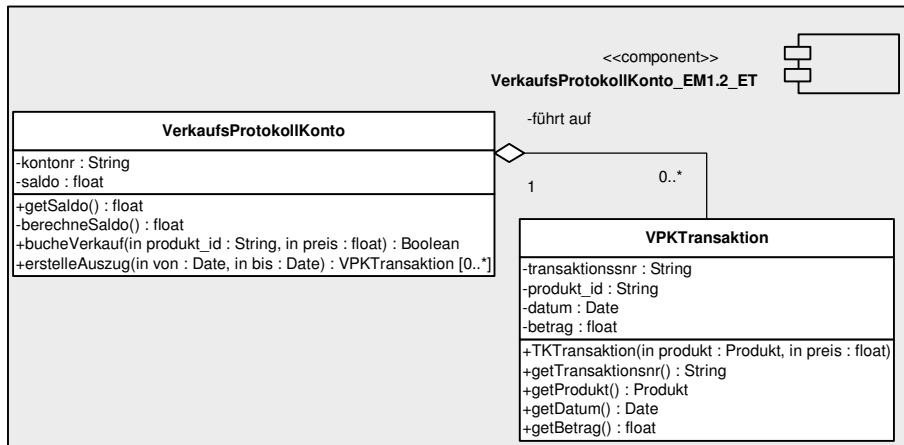 <<component>>
VerkaufsProtokollKonto_EM1.2_ET
VerkaufsProtokollKonto
-kontonr : String
-saldo : float
+getSaldo() : float
-berechneSaldo() : float
+bucheVerkauf(in produkt_id : String, in preis : float) : Boolean
+erstelleAuszug(in von : Date, in bis : Date) : VPKTransaktion [0..*]
-führt auf
1
0..*
VPKTransaktion
-transaktionssnr : String
-produkt_id : String
-datum : Date
-betrag : float
+TKTransaktion(in produkt : Produkt, in preis : float)
+getTransaktionsnr() : String
+getProdukt() : Produkt
+getDatum() : Date
+getBetrag() : float